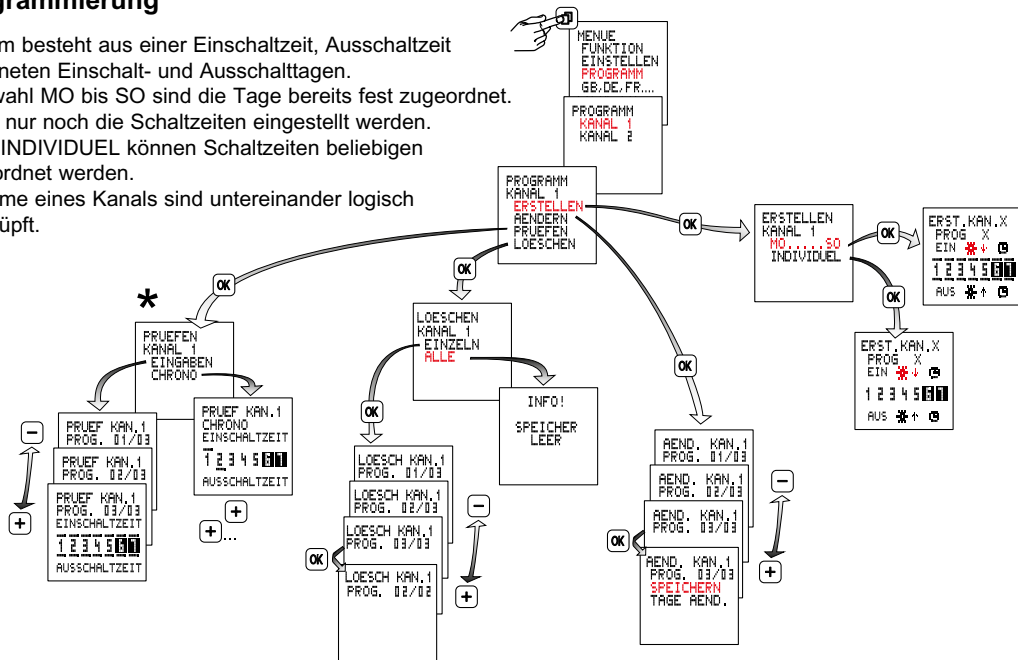 grammierung
m besteht aus einer Einschaltzeit, Ausschaltzeit
neten Einschalt- und Ausschalttagen.
wahl MO bis SO sind die Tage bereits fest zugeordnet.
nur noch die Schaltzeiten eingestellt werden.
INDIVIDUEL können Schaltzeiten beliebigen
ordnet werden.
me eines Kanals sind untereinander logisch
üpft.
MENUE
FUNKTION
EINSTELLEN
PROGRAMM
GB,DE,FR....
PROGRAMM
KANAL 1
KANAL 2
PROGRAMM
KANAL 1
ERSTELLEN
AENDERN
PRUEFEN
LOESCHEN
OK
OK
OK
OK
OK
ERSTELLEN
KANAL 1
MO.....SO
INDIVIDUEL
ERST.KAN.X
PROG X
EIN ↓
1 2 3 4 5 6 7
AUS ↑
ERST.KAN.X
PROG X
EIN ↓
1 2 3 4 5 6 7
AUS ↑
*
PRUEFEN
KANAL 1
EINGABEN
CHRONO
PRUEF KAN.1
PROG. 01/03
PRUEF KAN.1
PROG. 02/03
PRUEF KAN.1
PROG. 03/03
EINSCHALTZEIT
1 2 3 4 5 6 7
AUSSCHALTZEIT
−
+
PRUEF KAN.1
CHRONO
EINSCHALTZEIT
1 2 3 4 5 6 7
AUSSCHALTZEIT
+
+...
LOESCHEN
KANAL 1
EINZELN
ALLE
OK
INFO!
SPEICHER
LEER
LOESCH KAN.1
PROG. 01/03
LOESCH KAN.1
PROG. 02/03
LOESCH KAN.1
PROG. 03/03
OK
LOESCH KAN.1
PROG. 02/02
−
+
OK
AEND. KAN.1
PROG. 01/03
AEND. KAN.1
PROG. 02/03
AEND. KAN.1
PROG. 03/03
OK
AEND. KAN.1
PROG. 03/03
SPEICHERN
TAGE AEND.
−
+